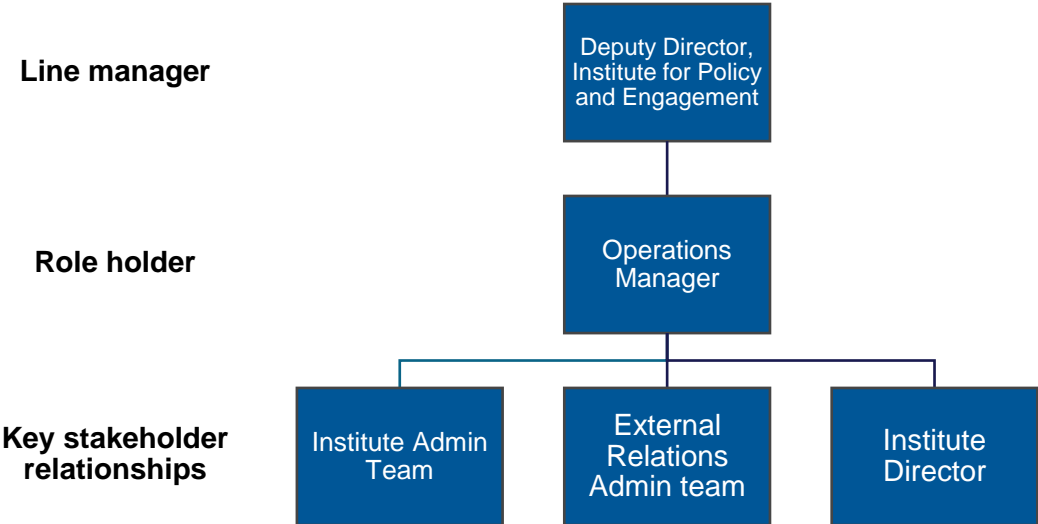 Line manager
Deputy Director,
Institute for Policy
and Engagement
Role holder
Operations
Manager
Key stakeholder
relationships
Institute Admin
Team
External
Relations
Admin team
Institute
Director